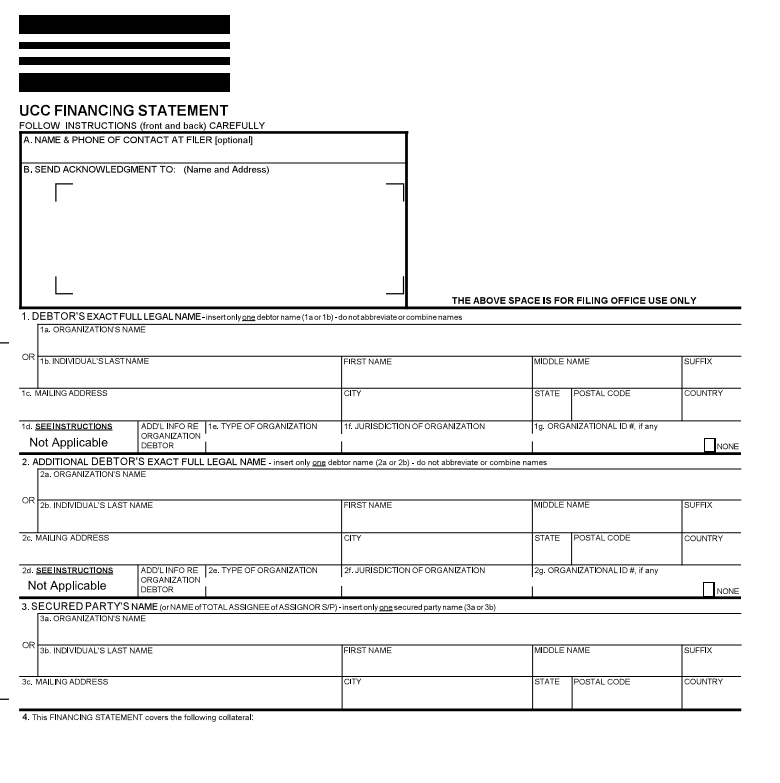 UCC FINANCING STATEMENT
FOLLOW INSTRUCTIONS (front and back) CAREFULLY
A. NAME & PHONE OF CONTACT AT FILER [optional]
B. SEND ACKNOWLEDGMENT TO: (Name and Address)
THE ABOVE SPACE IS FOR FILING OFFICE USE ONLY
1. DEBTOR'S EXACT FULL LEGAL NAME - insert only one debtor name (1a or 1b) - do not abbreviate or combine names
1a. ORGANIZATION'S NAME
OR
1b. INDIVIDUAL'S LAST NAME FIRST NAME MIDDLE NAME SUFFIX
1c. MAILING ADDRESS CITY STATE POSTAL CODE COUNTRY
1d. SEE INSTRUCTIONS ADD'L INFO RE 1e. TYPE OF ORGANIZATION 1f. JURISDICTION OF ORGANIZATION 1g. ORGANIZATIONAL ID #, if any
Not Applicable ORGANIZATION
DEBTOR NONE
2. ADDITIONAL DEBTOR'S EXACT FULL LEGAL NAME - insert only one debtor name (2a or 2b) - do not abbreviate or combine names
2a. ORGANIZATION'S NAME
OR
2b. INDIVIDUAL'S LAST NAME FIRST NAME MIDDLE NAME SUFFIX
2c. MAILING ADDRESS CITY STATE POSTAL CODE COUNTRY
2d. SEE INSTRUCTIONS ADD'L INFO RE 2e. TYPE OF ORGANIZATION 2f. JURISDICTION OF ORGANIZATION 2g. ORGANIZATIONAL ID #, if any
Not Applicable ORGANIZATION
DEBTOR NONE
3. SECURED PARTY'S NAME (or NAME of TOTAL ASSIGNEE of ASSIGNOR S/P) - insert only one secured party name (3a or 3b)
3a. ORGANIZATION'S NAME
OR
3b. INDIVIDUAL'S LAST NAME FIRST NAME MIDDLE NAME SUFFIX
3c. MAILING ADDRESS CITY STATE POSTAL CODE COUNTRY
4. This FINANCING STATEMENT covers the following collateral: